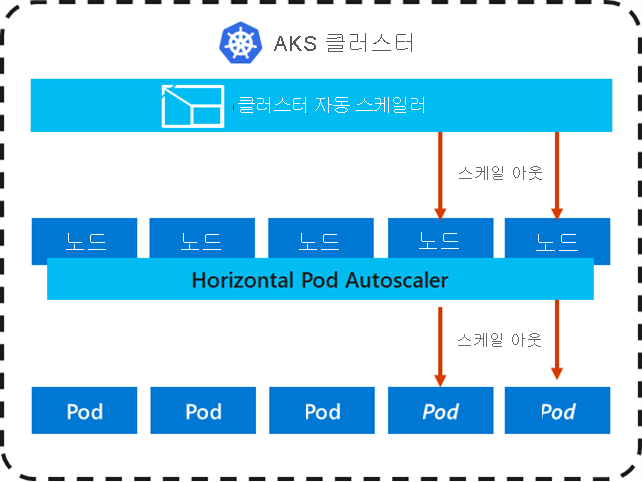 AKS 클러스터
클러스터 자동 스케일러
스케일 아웃
노드 노드 노드 노드 노드
Horizontal Pod Autoscaler
스케일 아웃
Pod Pod Pod Pod Pod